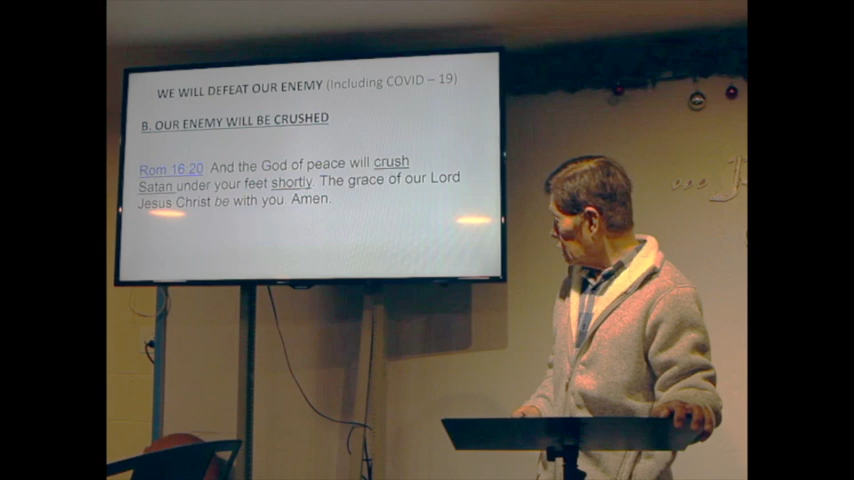 WE WILL DEFEAT OUR ENEMY (Including COVID – 19)
B. OUR ENEMY WILL BE CRUSHED
Rom 16:20 And the God of peace will crush
Satan under your feet shortly. The grace of our Lord
Jesus Christ be with you. Amen.